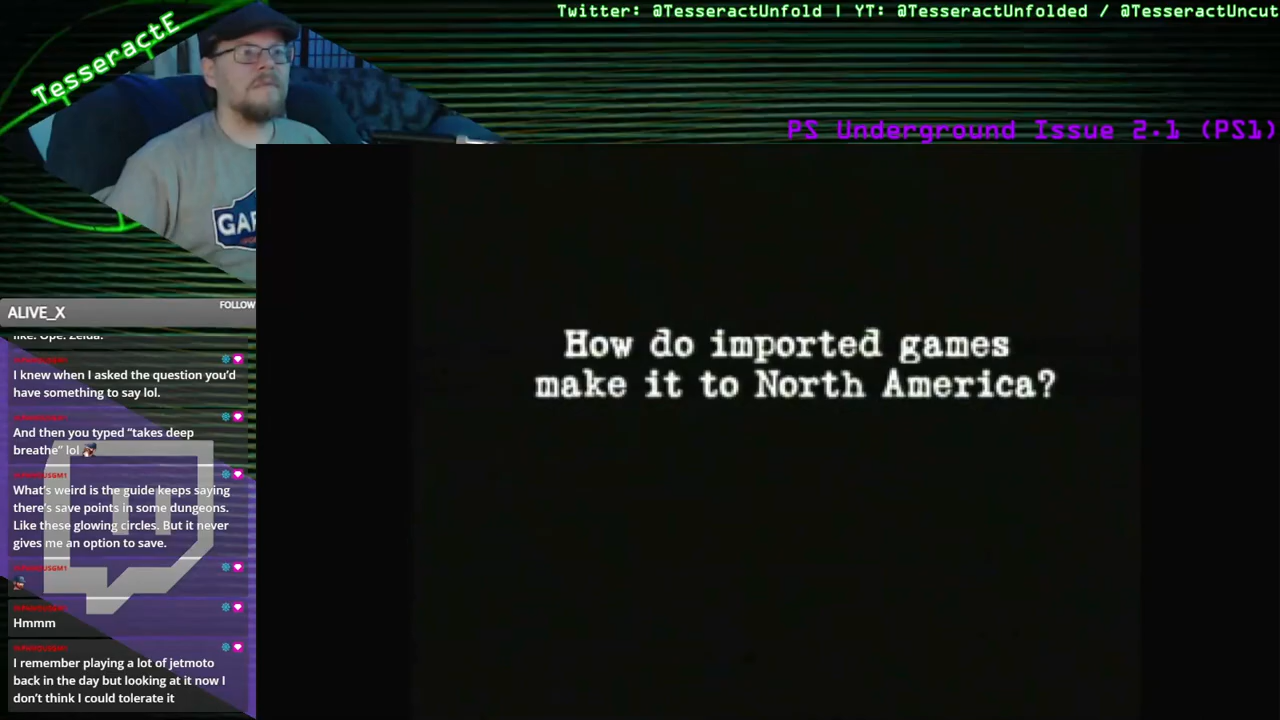 Twitter: @TesseractUnfold | YT: @TesseractUnfolded / @TesseractUncut
TesseractE
PS Underground Issue 2.1 (PS1)
GAP
How do imported games
make it to North America?
ALIVE_X
FOLLOW
like. Ope. Zelda.
I knew when I asked the question you'd
have something to say lol.
And then you typed “takes deep
breathe” lol
What's weird is the guide keeps saying
there's save points in some dungeons.
Like these glowing circles. But it never
gives me an option to save.
Hmmm
I remember playing a lot of jetmoto
back in the day but looking at it now I
don't think I could tolerate it